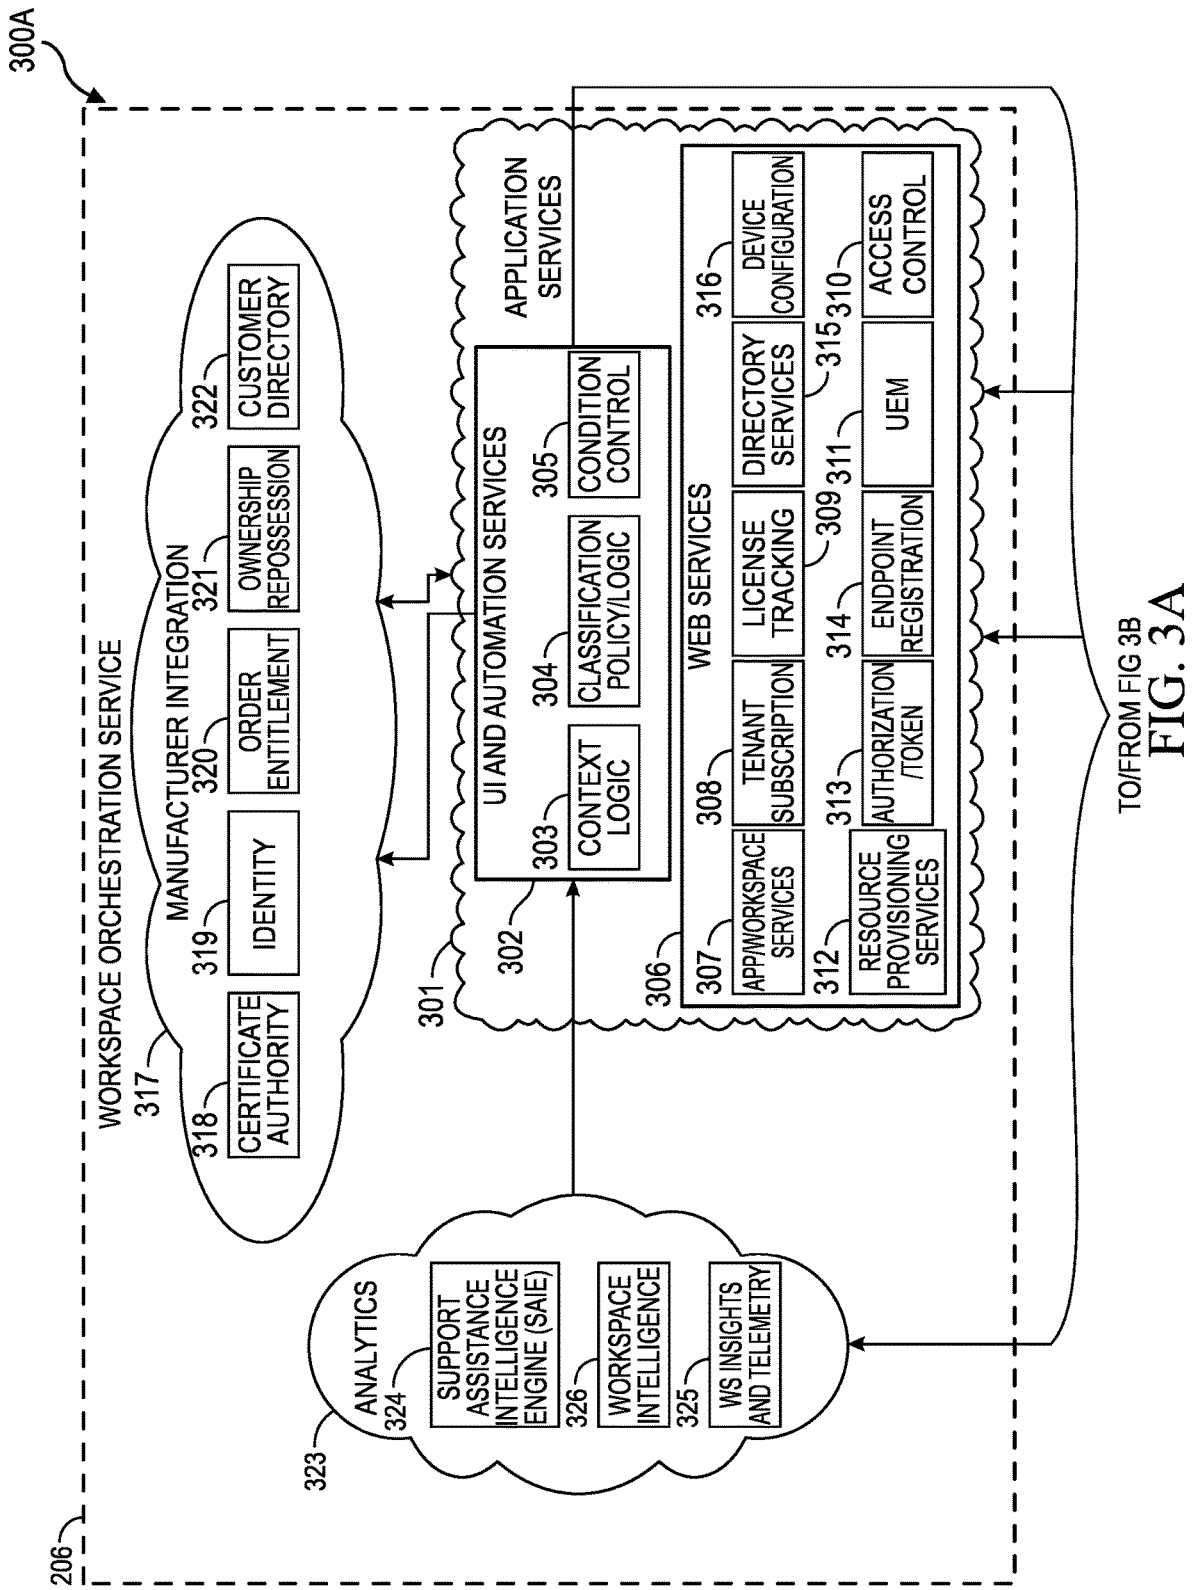 300A
206
WORKSPACE ORCHESTRATION SERVICE
317
MANUFACTURER INTEGRATION
318
CERTIFICATE
AUTHORITY
319
IDENTITY
320
ORDER
ENTITLEMENT
321
OWNERSHIP
REPOSSESSION
322
CUSTOMER
DIRECTORY
323
ANALYTICS
324
SUPPORT
ASSISTANCE
INTELLIGENCE
ENGINE (SAIE)
326
WORKSPACE
INTELLIGENCE
325
WS INSIGHTS
AND TELEMETRY
301
APPLICATION
SERVICES
302
UI AND AUTOMATION SERVICES
303
CONTEXT
LOGIC
304
CLASSIFICATION
POLICY/LOGIC
305
CONDITION
CONTROL
306
WEB SERVICES
307
APP/WORKSPACE
SERVICES
308
TENANT
SUBSCRIPTION
LICENSE
TRACKING
309
DIRECTORY
SERVICES
315
316
DEVICE
CONFIGURATION
312
RESOURCE
PROVISIONING
SERVICES
313
AUTHORIZATION
/TOKEN
314
ENDPOINT
REGISTRATION
311
UEM
310
ACCESS
CONTROL
TO/FROM FIG 3B
FIG. 3A